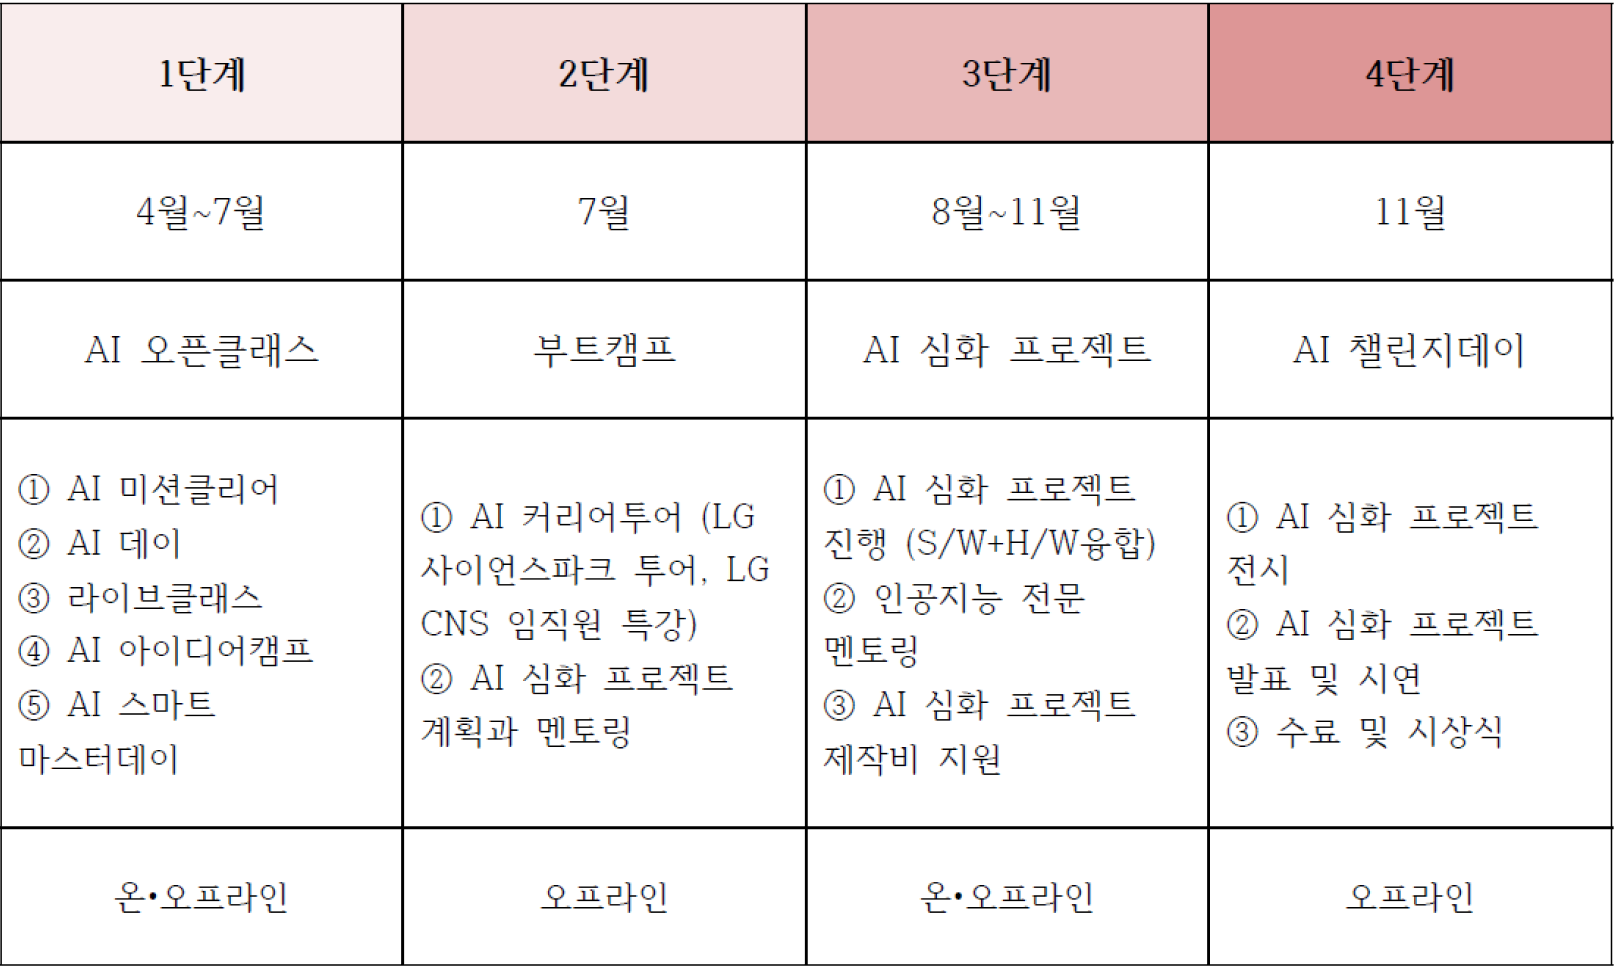 1단계
2단계
3단계
4단계
4월~7월
7월
8월~11월
11월
AI 오픈클래스
부트캠프
AI 심화 프로젝트
AI 챌린지데이
① AI 미션클리어
② AI 데이
③ 라이브클래스
④ AI 아이디어캠프
⑤ AI 스마트
마스터데이
① AI 커리어투어 (LG
사이언스파크 투어, LG
CNS 임직원 특강)
② AI 심화 프로젝트
계획과 멘토링
① AI 심화 프로젝트
진행 (S/W+H/W융합)
② 인공지능 전문
멘토링
③ AI 심화 프로젝트
제작비 지원
① AI 심화 프로젝트
전시
② AI 심화 프로젝트
발표 및 시연
③ 수료 및 시상식
온•오프라인
오프라인
온•오프라인
오프라인